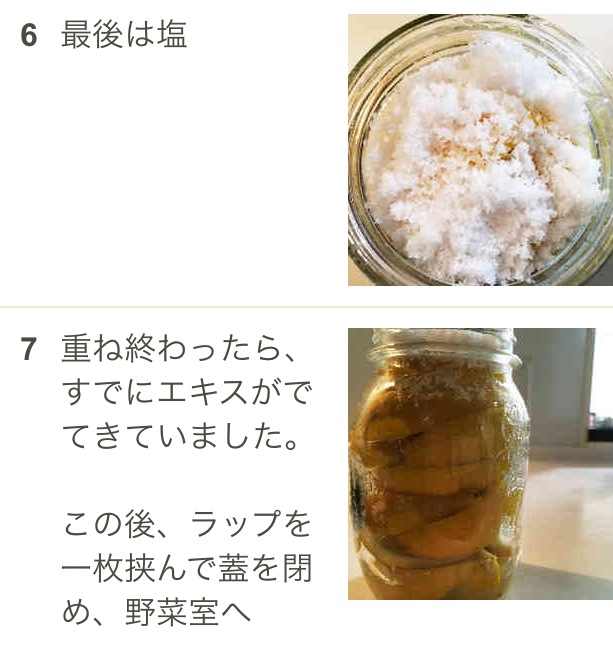 6 最後は塩
7 重ね終わったら、
すでにエキスがで
てきていました。
この後、ラップを
一枚挟んで蓋を閉
め、野菜室へ